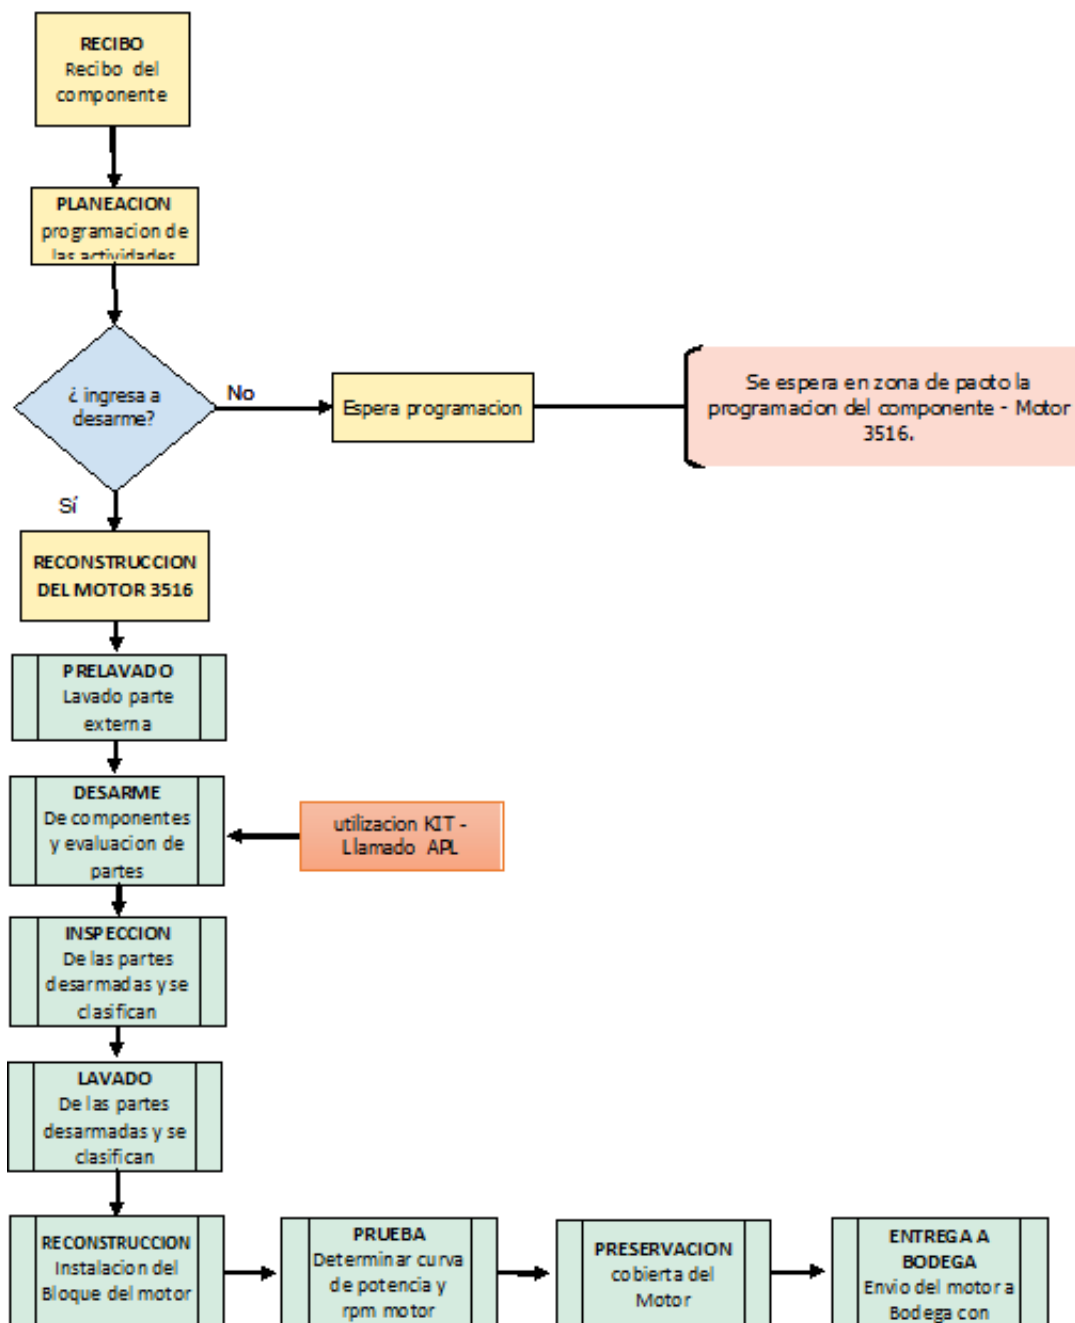 RECIBO
Recibo del
componente
PLANEACION
programacion de
las actividades
¿ ingresa a
desarme?
No
Espera programacion
Se espera en zona de pacto la
programacion del componente - Motor
3516.
Sí
RECONSTRUCCION
DEL MOTOR 3516
PRELAVADO
Lavado parte
externa
DESARME
De componentes
y evaluacion de
partes
utilizacion KIT -
Llamado APL
INSPECCION
De las partes
desarmadas y se
clasifican
LAVADO
De las partes
desarmadas y se
clasifican
RECONSTRUCCION
Instalacion del
Bloque del motor
PRUEBA
Determinar curva
de potencia y
rpm motor
PRESERVACION
cobierta del
Motor
ENTREGA A
BODEGA
Envio del motor a
Bodega con